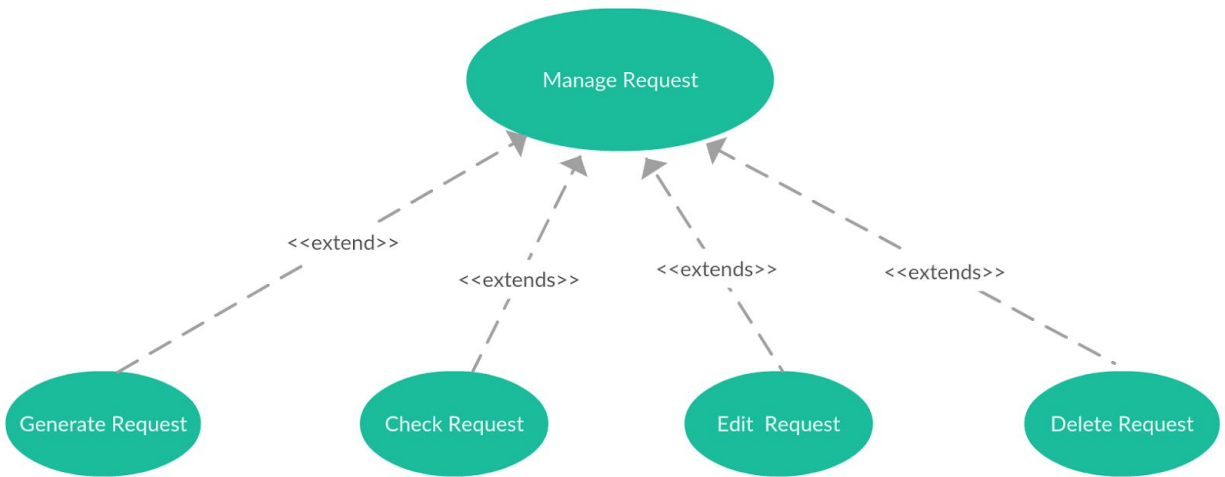 Manage Request
<<extend>>
<<extends>>
<<extends>>
<<extends>>
Generate Request
Check Request
Edit Request
Delete Request